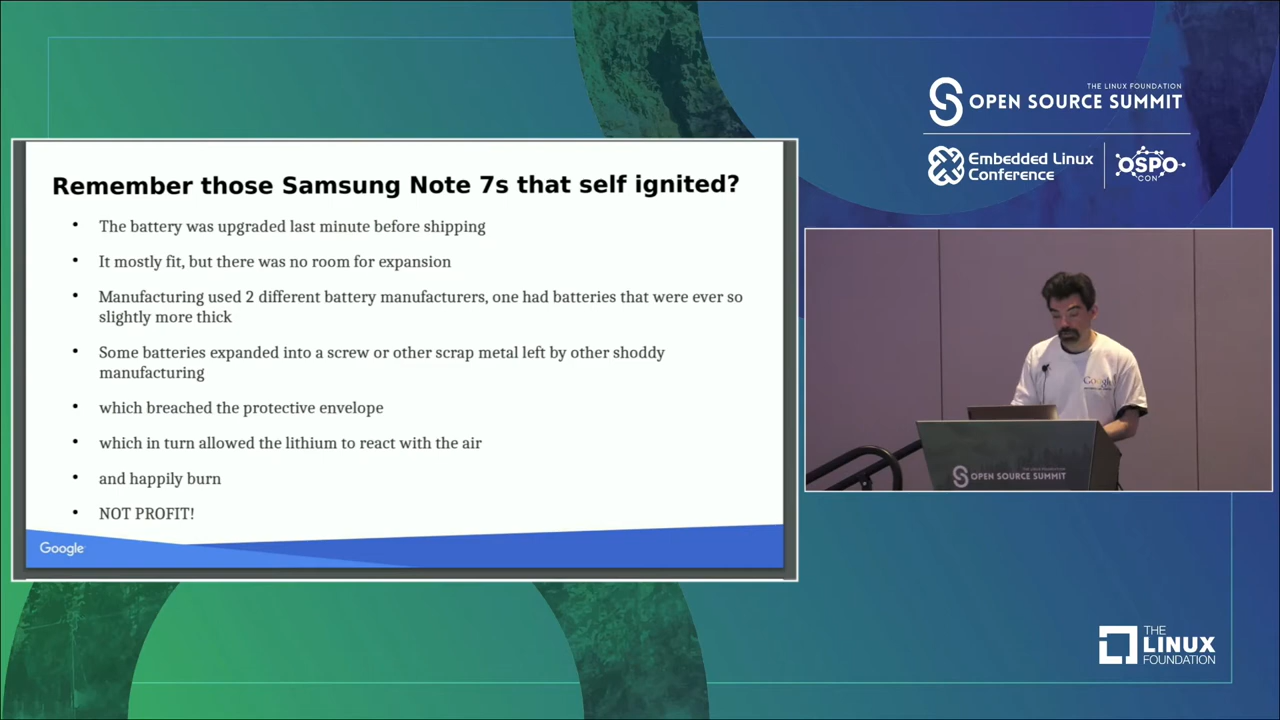 THE LINUX FOUNDATION
OPEN SOURCE SUMMIT
Embedded Linux
Conference
OSPO
CON
Remember those Samsung Note 7s that self ignited?
• The battery was upgraded last minute before shipping
• It mostly fit, but there was no room for expansion
• Manufacturing used 2 different battery manufacturers, one had batteries that were ever so
slightly more thick
• Some batteries expanded into a screw or other scrap metal left by other shoddy
manufacturing
• which breached the protective envelope
• which in turn allowed the lithium to react with the air
• and happily burn
• NOT PROFIT!
Google
Google
OPEN SOURCE SUMMIT
THE
LINUX
FOUNDATION